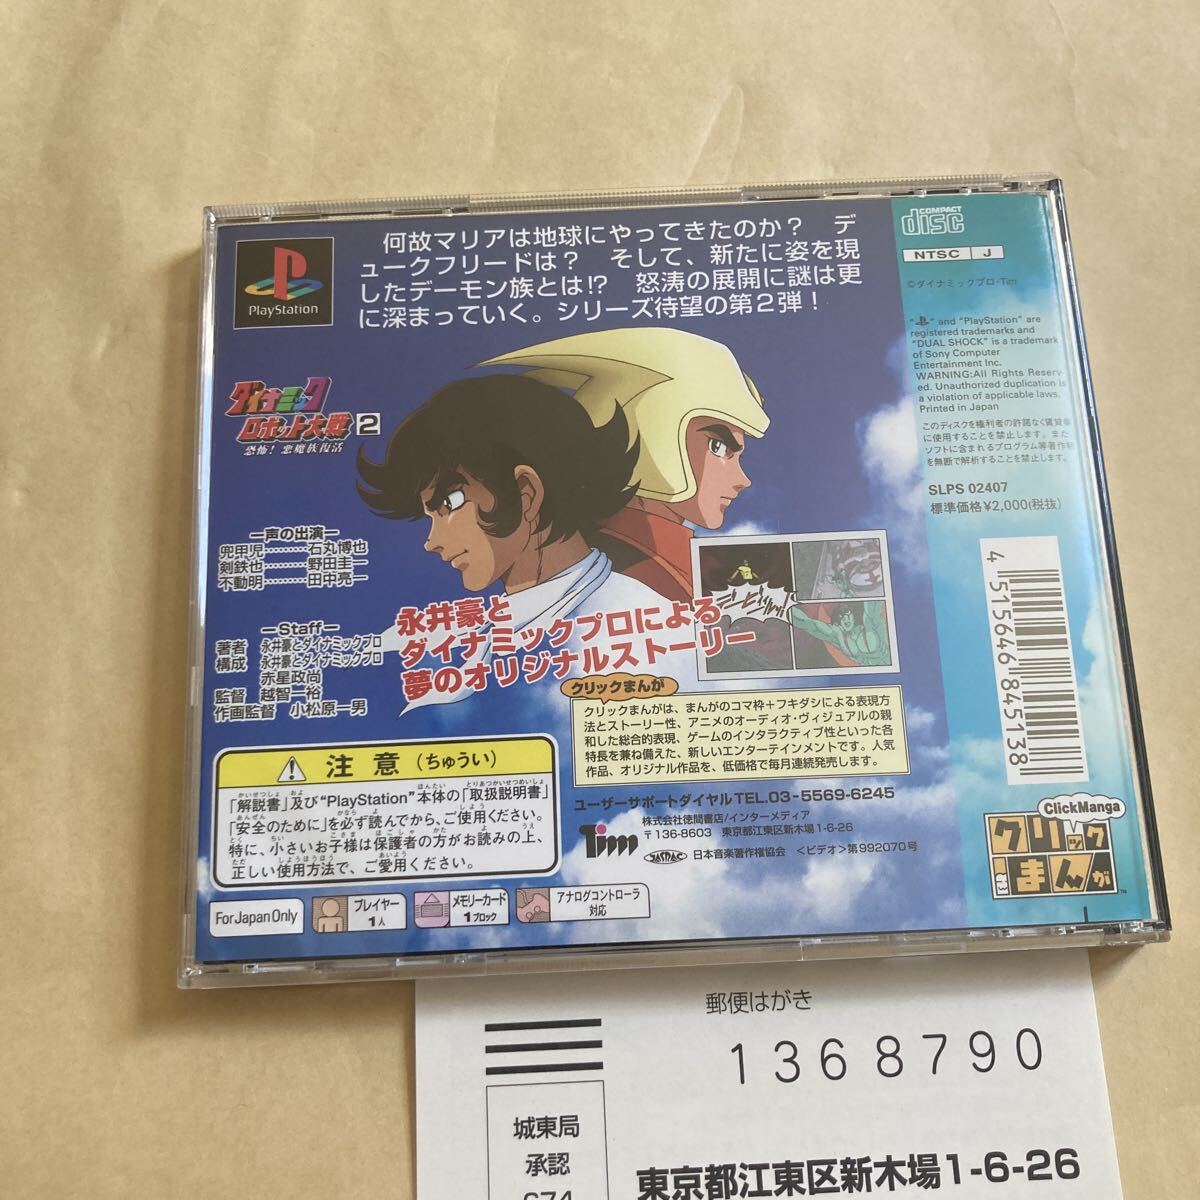 何故マリアは地球にやってきたのか? デ
ュークフリードは? そして、新たに姿を現
したデーモン族とは!? 怒涛の展開に謎は更
に深まっていく。シリーズ待望の第2弾!
PlayStation
ダイナミック
ロボット大戦2
恐怖!悪魔族復活
ー声の出演ー
兜甲児………石丸博也
剣鉄也………野田圭一
不動明………田中亮一
ーStaffー
著者 永井豪とダイナミックプロ
構成 永井豪とダイナミックプロ
赤星政尚
監督 越智一裕
作画監督 小松原一男
永井豪と
ダイナミックプロによる
夢のオリジナルストーリー
クリックまんが
クリックまんがは、まんがのコマ枠+フキダシによる表現方
法とストーリー性、アニメのオーディオ・ヴィジュアルの親
和した総合的表現、ゲームのインタラクティブ性といった各
特長を兼ね備えた、新しいエンターテインメントです。人気
作品、オリジナル作品を、低価格で毎月連続発売します。
ユーザーサポートダイヤル TEL.03-5569-6245
Tim
株式会社徳間書店/インターメディア
〒136-8603 東京都江東区新木場1-6-26
JASRAC 日本音楽著作権協会 <ビデオ>第992070号
注意(ちゅうい)
「解説書」及び"PlayStation"本体の「取扱説明書」
「安全のために」を必ず読んでから、ご使用ください。
特に、小さいお子様は保護者の方がお読みの上、
正しい使用方法で、ご愛用ください。
For Japan Only
プレイヤー
1人
メモリーカード
1ブロック
アナログコントローラ
対応
COMPACT
disc
NTSC J
©ダイナミックプロ・Tim
"PS" and "PlayStation" are
registered trademarks and
"DUAL SHOCK" is a trademark
of Sony Computer
Entertainment Inc.
WARNING:All Rights Reserv-
ed. Unauthorized duplication is
a violation of applicable laws.
Printed in Japan
このディスクを権利者の許諾なく賃貸業
に使用することを禁止します。また
ソフトに含まれるプログラム等著作物
を無断で解析することを禁止します。
SLPS 02407
標準価格¥2,000(税抜)
4 515646 845138
ClickManga
クリック
まんが
TM
郵便はがき
1368790
城東局
承認
674
東京都江東区新木場1-6-26